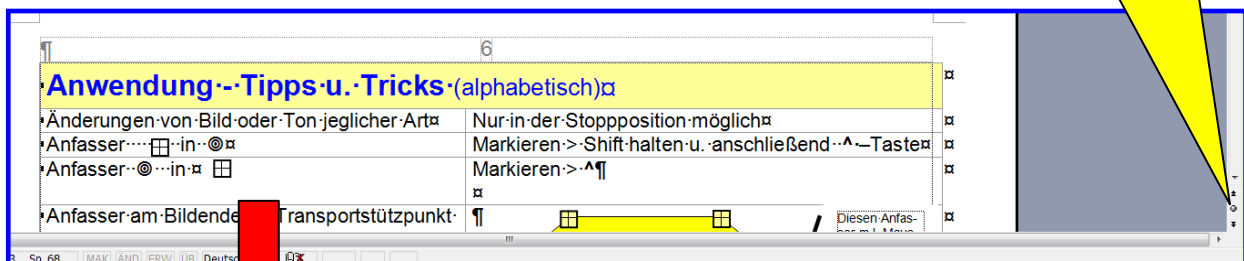 ¶ 6
Anwendung·-·Tipps·u.·Tricks·(alphabetisch)¤ ¤
Änderungen·von·Bild·oder·Ton·jeglicher·Art¤ Nur·in·der·Stoppposition·möglich¤ ¤
Anfasser····⊞··in··⊚¤ Markieren·>·Shift·halten·u.·anschließend··^·–Taste¤ ¤
Anfasser··⊚···in·¤ ⊞ Markieren·>·^¶ ¤
¤
Anfasser·am·Bildende Transportstützpunkt· ¶ Diesen·Anfas- ¤
Sp 68 MAK ÄND ERW ÜB Deutsc